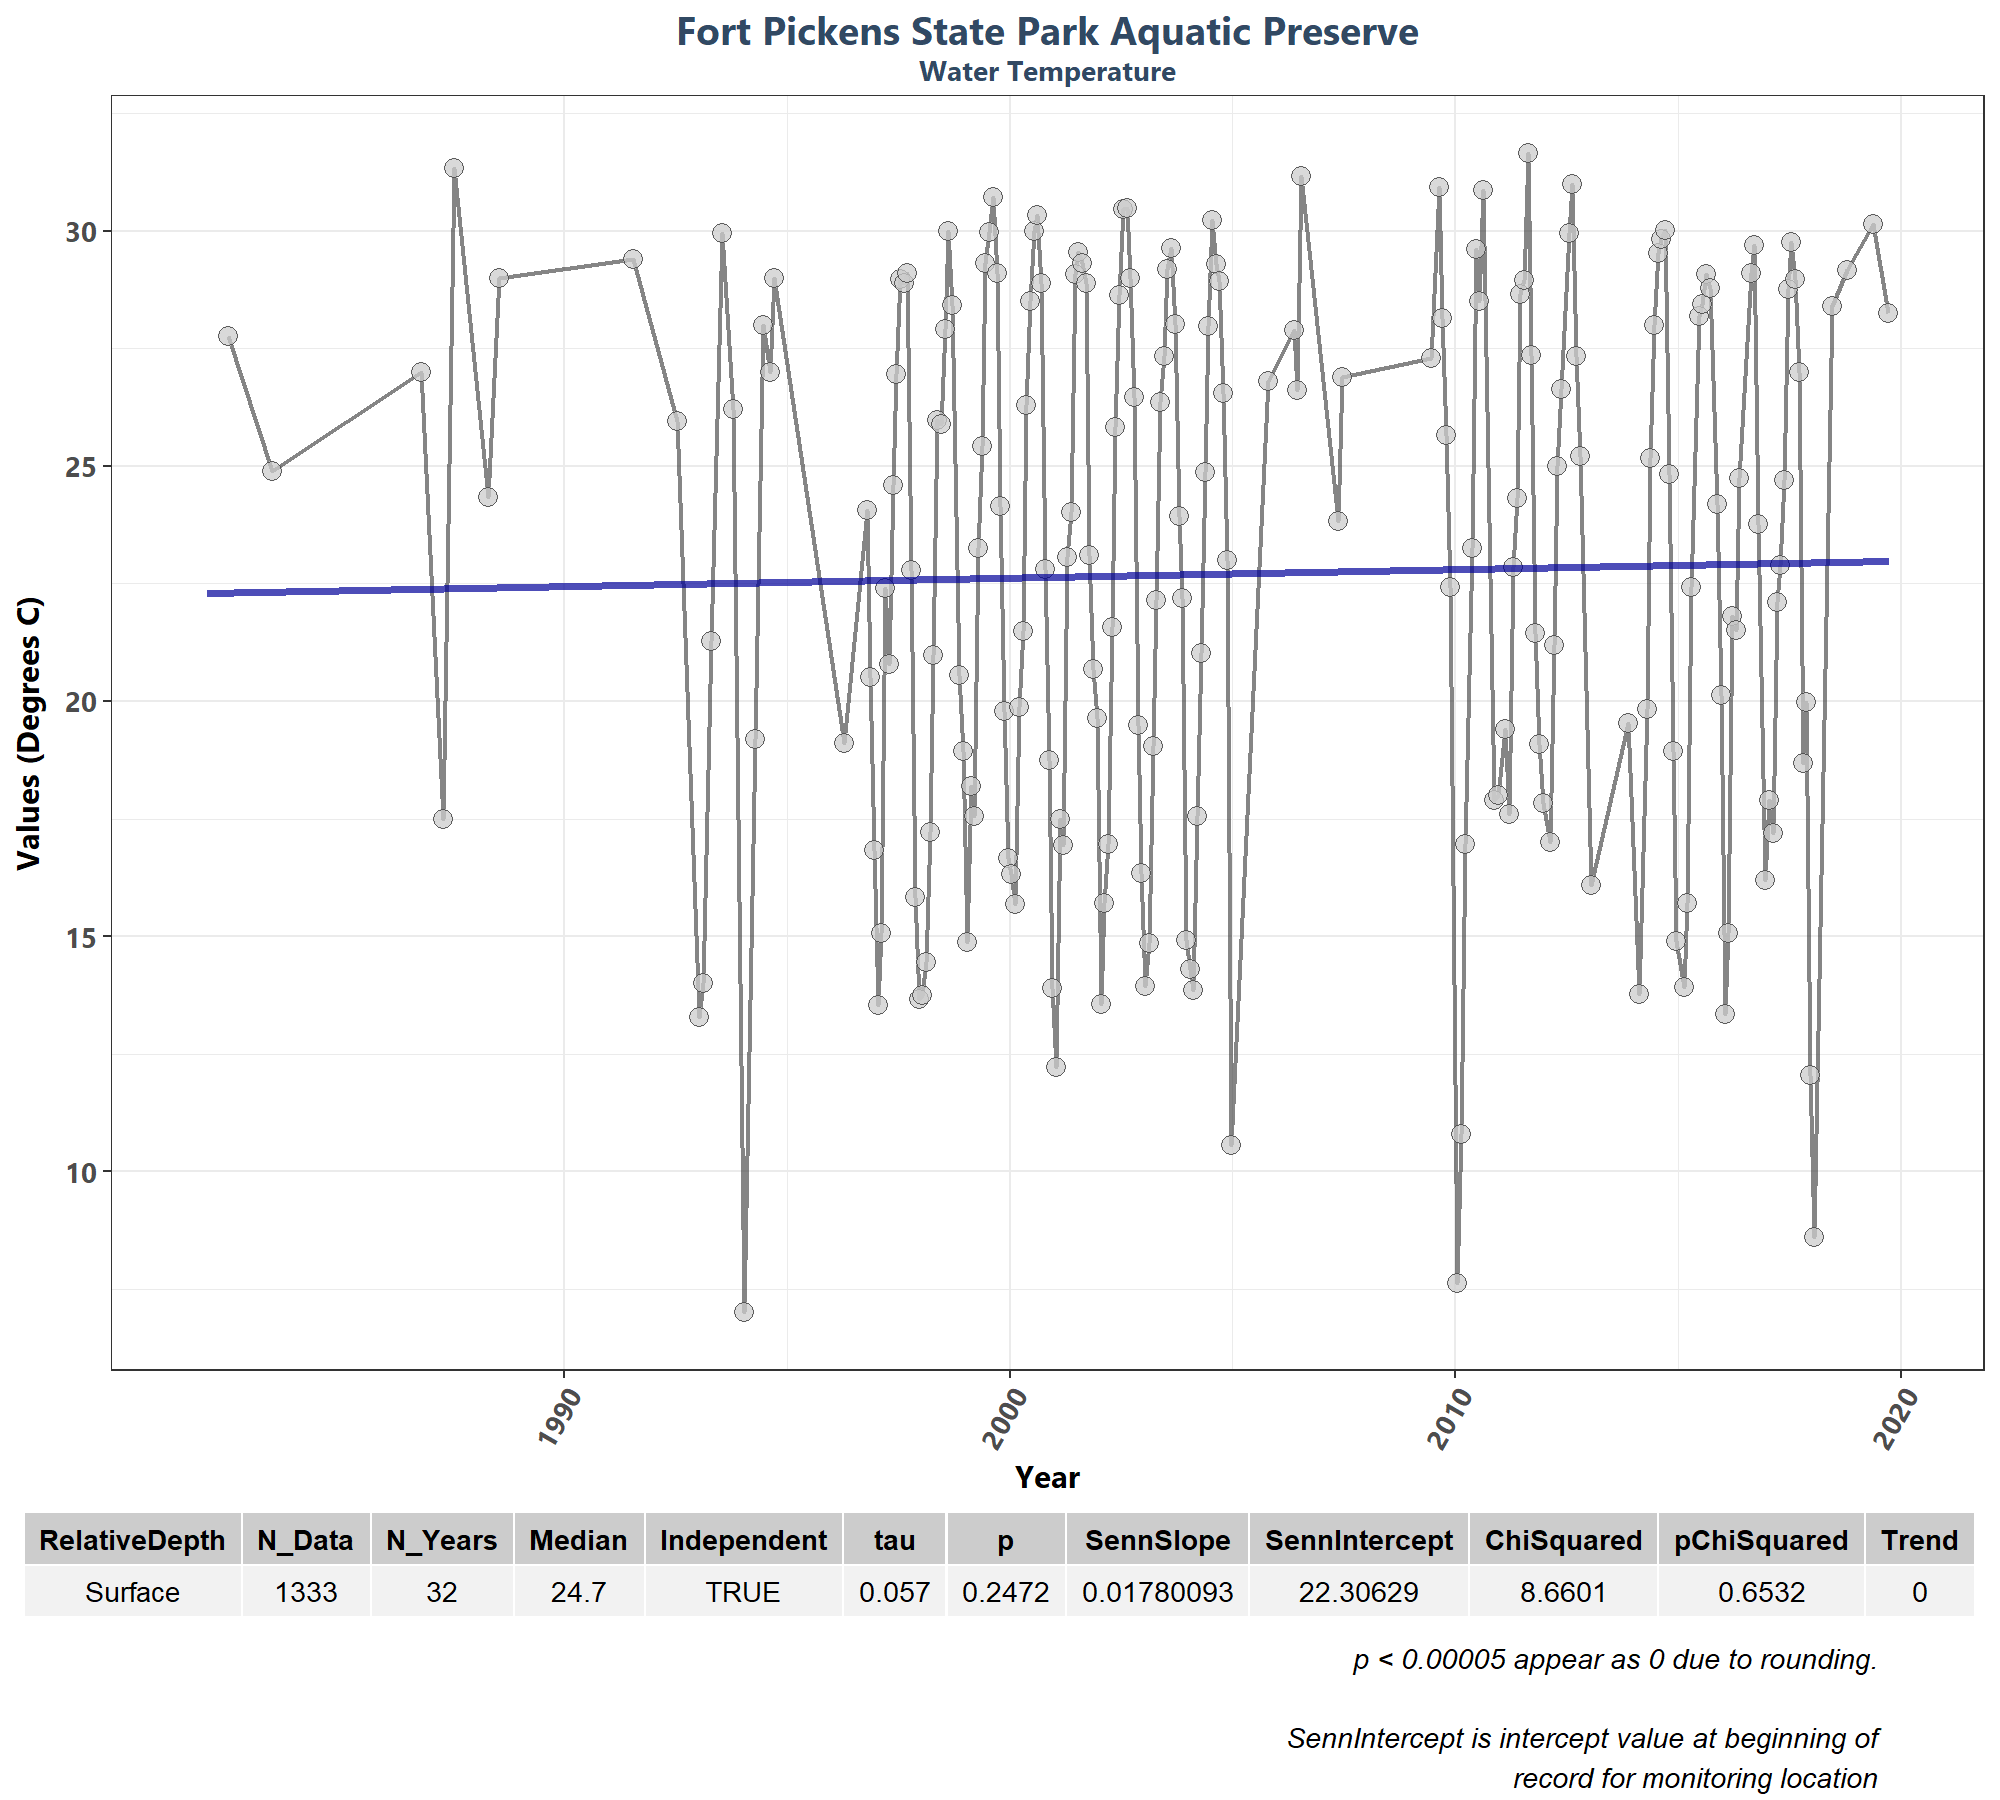 Fort Pickens State Park Aquatic Preserve
Water Temperature
Values (Degrees C)
30
25
20
15
10
1990
2000
2010
2020
Year
RelativeDepth N_Data N_Years Median Independent tau p SennSlope SennIntercept ChiSquared pChiSquared Trend
Surface 1333 32 24.7 TRUE 0.057 0.2472 0.01780093 22.30629 8.6601 0.6532 0
p < 0.00005 appear as 0 due to rounding.
SennIntercept is intercept value at beginning of
record for monitoring location